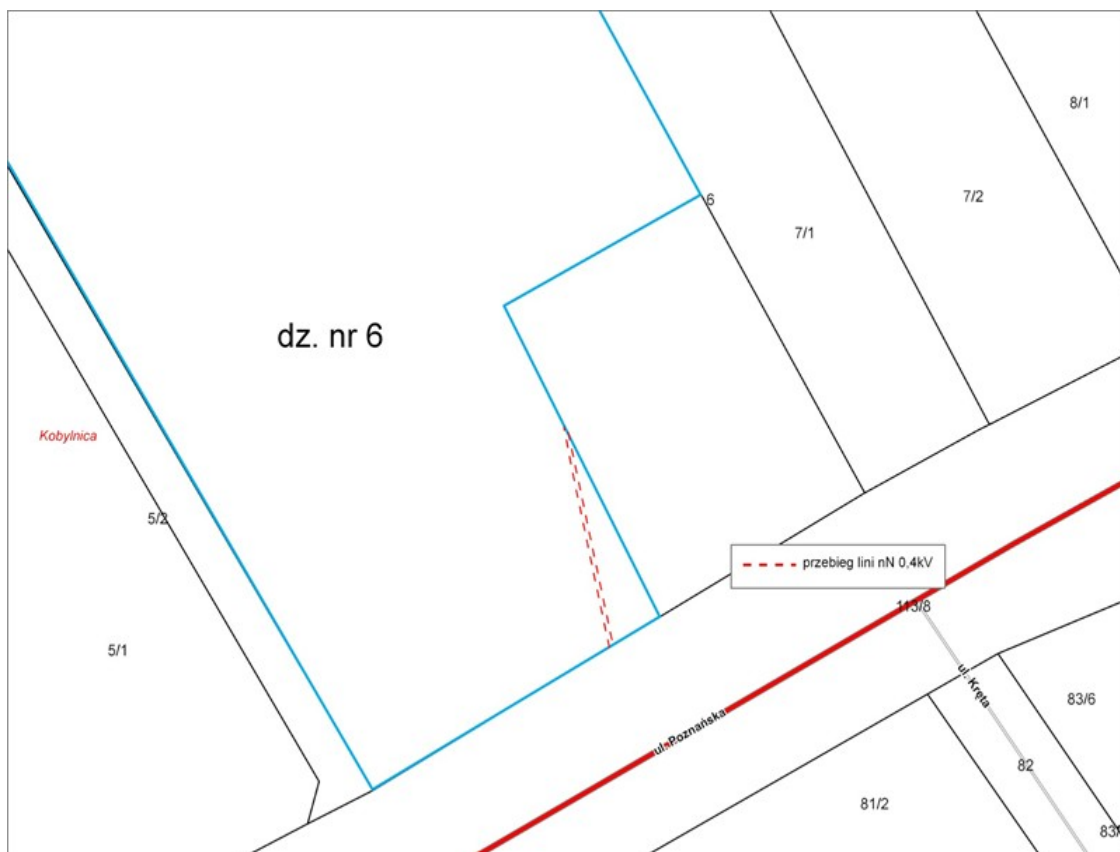 8/1
6
7/2
7/1
dz. nr 6
Kobylnica
5/2
przebieg lini nN 0,4kV
113/8
5/1
ul. Kręta
83/6
ul. Poznańska
82
81/2